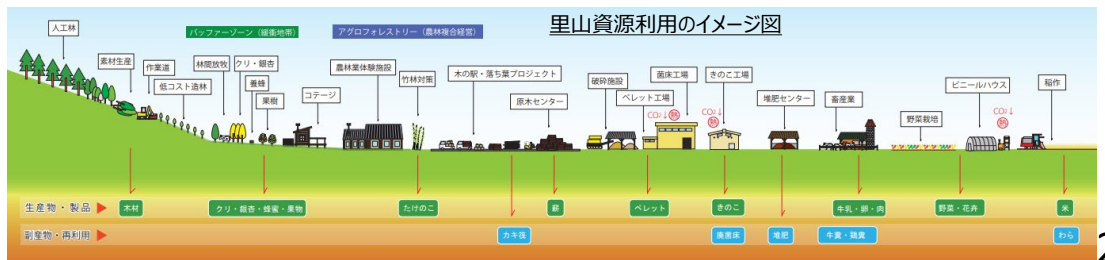 里山資源利用のイメージ図
人工林
バッファーゾーン（緩衝地帯）
アグロフォレストリー（農林複合経営）
素材生産
作業道
低コスト造林
林間放牧
クリ・銀杏
養蜂
果樹
コテージ
農林業体験施設
竹林対策
木の駅・落ち葉プロジェクト
原木センター
破砕施設
ペレット工場
菌床工場
CO₂↓熱
きのこ工場
CO₂↓
熱
堆肥センター
畜産業
野菜栽培
ビニールハウス
CO₂↓
熱
稲作
生産物・製品
木材
クリ・銀杏・蜂蜜・果物
たけのこ
薪
ペレット
きのこ
牛乳・卵・肉
野菜・花卉
米
副産物・再利用
カキ筏
廃菌床
堆肥
牛糞・鶏糞
わら